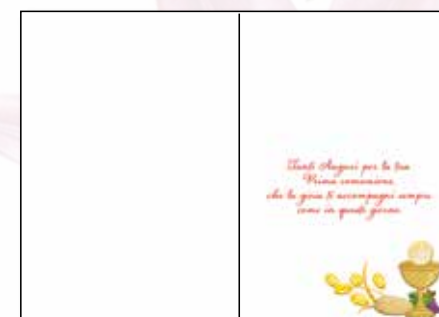 Tanti Auguri per la tua
Prima comunione
che la gioia ti accompagni sempre
come in questo giorno